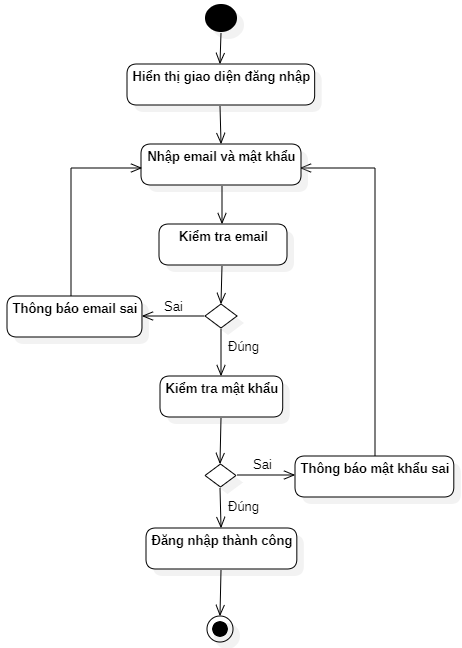 Hiển thị giao diện đăng nhập
Nhập email và mật khẩu
Kiểm tra email
Thông báo email sai
Sai
Đúng
Kiểm tra mật khẩu
Sai
Thông báo mật khẩu sai
Đúng
Đăng nhập thành công